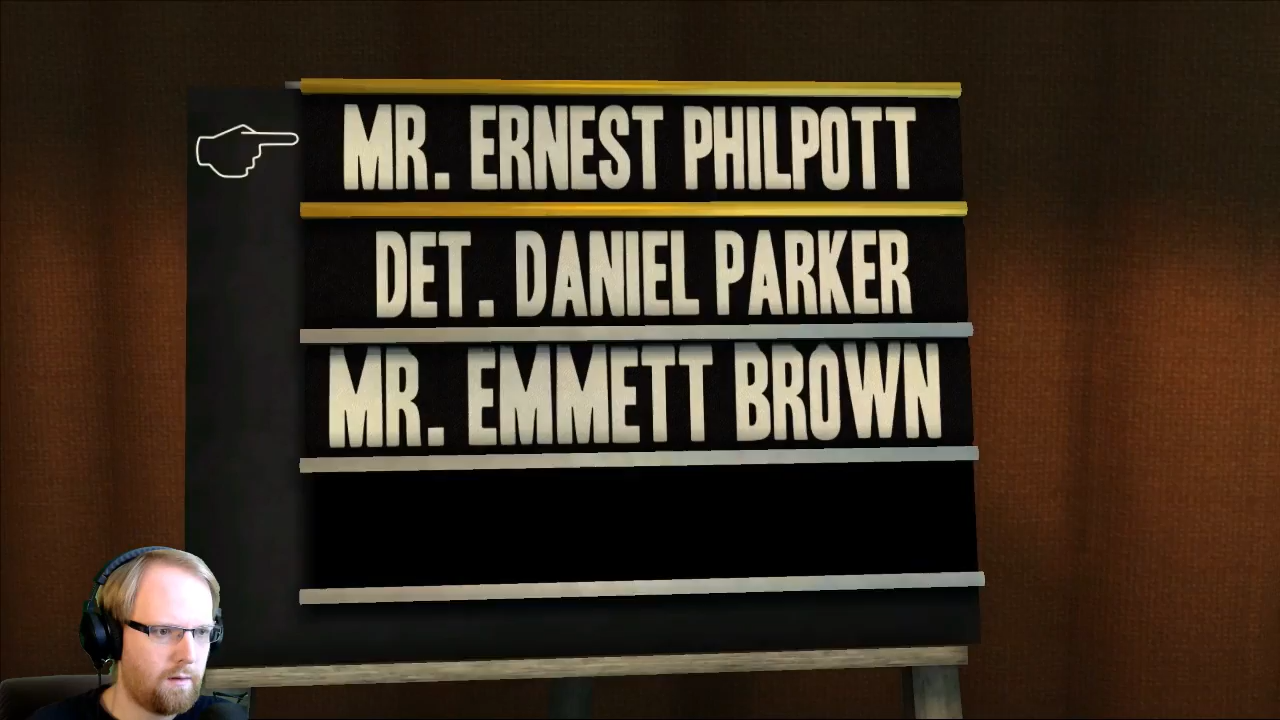 MR. ERNEST PHILPOTT
DET. DANIEL PARKER
MR. EMMETT BROWN